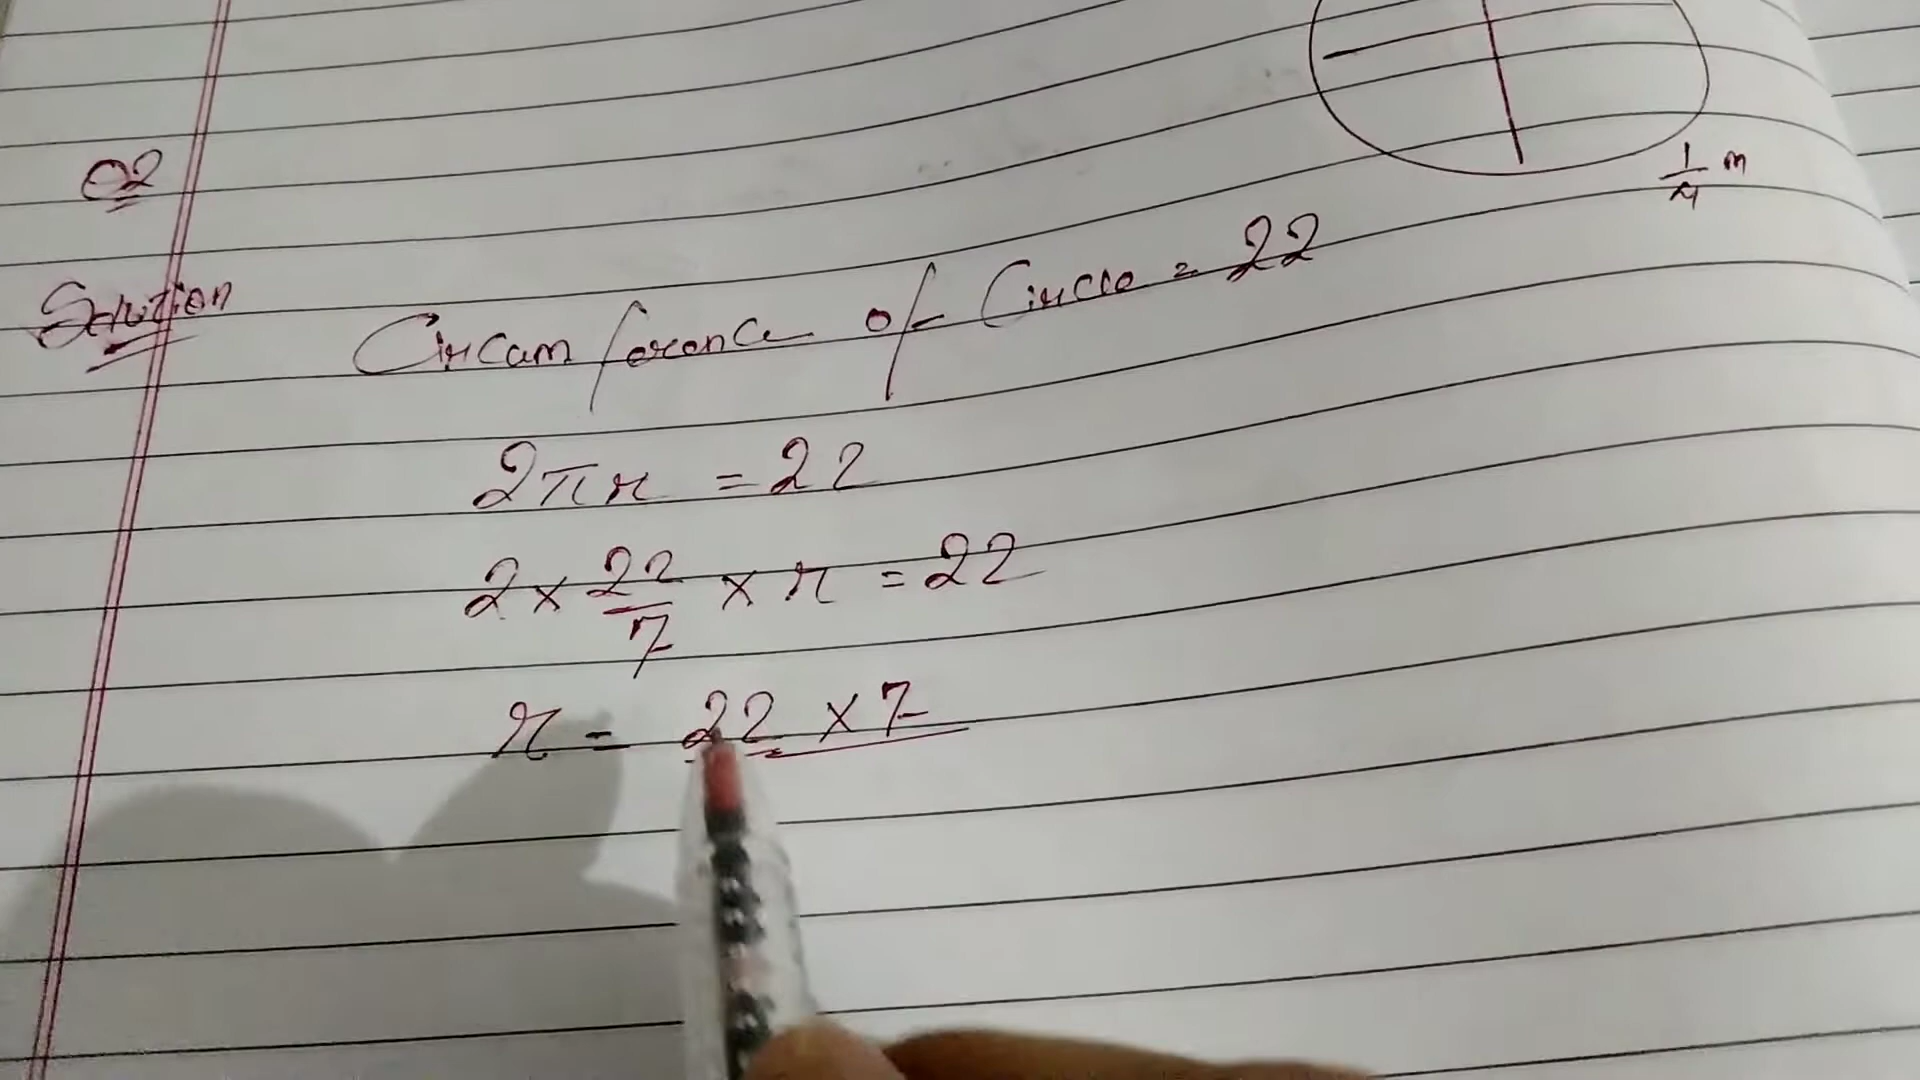 1/4 m
Q2
Solution
Circumference of Circle = 22
2πr = 22
2 × 22/7 × r = 22
r = 22 × 7